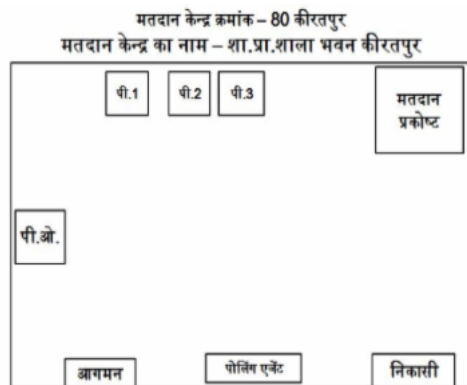 मतदान केन्द्र क्रमांक – 80 कीरतपुर
मतदान केन्द्र का नाम – शा.प्रा.शाला भवन कीरतपुर
पी.1 पी.2 पी.3 मतदान
प्रकोष्ट
पी.ओ.
आगमन पोलिंग एजेंट निकासी